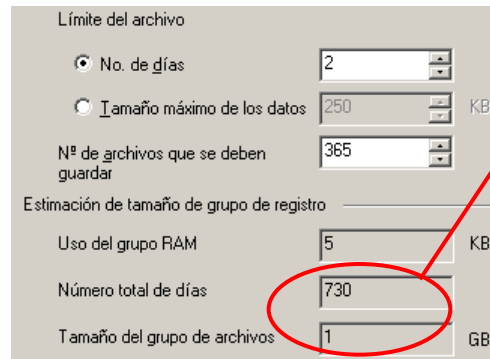 Límite del archivo
No. de días 2
Tamaño máximo de los datos 250 KB
Nº de archivos que se deben guardar 365
Estimación de tamaño de grupo de registro
Uso del grupo RAM 5 KB
Número total de días 730
Tamaño del grupo de archivos 1 GB